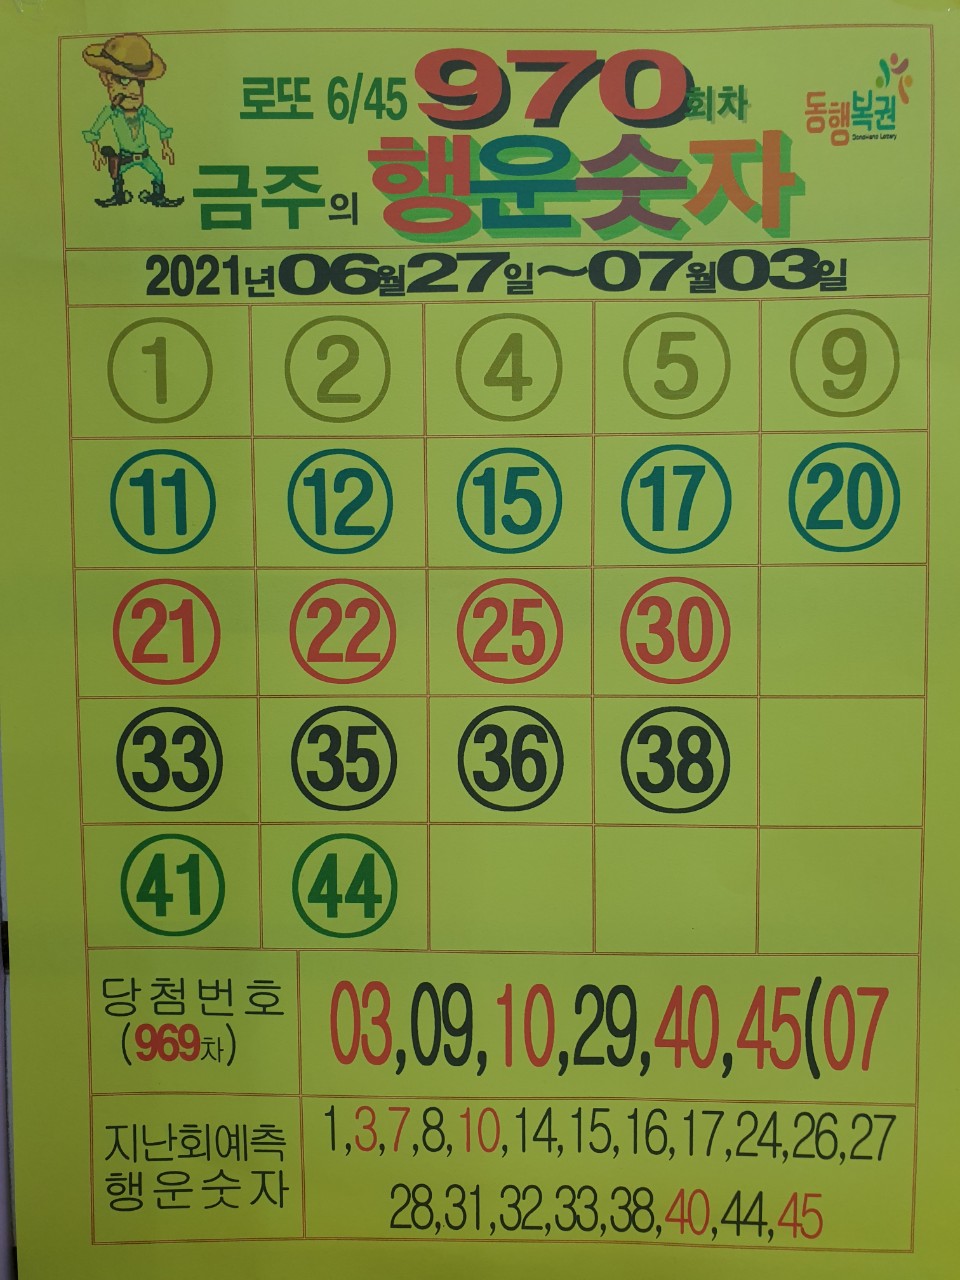 로또 6/45 970회차
동행복권
금주의 행운숫자
2021년06월27일~07월03일
1 2 4 5 9
11 12 15 17 20
21 22 25 30
33 35 36 38
41 44
당첨번호
(969차)
03,09,10,29,40,45(07
지난회예측
행운숫자
1,3,7,8,10,14,15,16,17,24,26,27
28,31,32,33,38,40,44,45